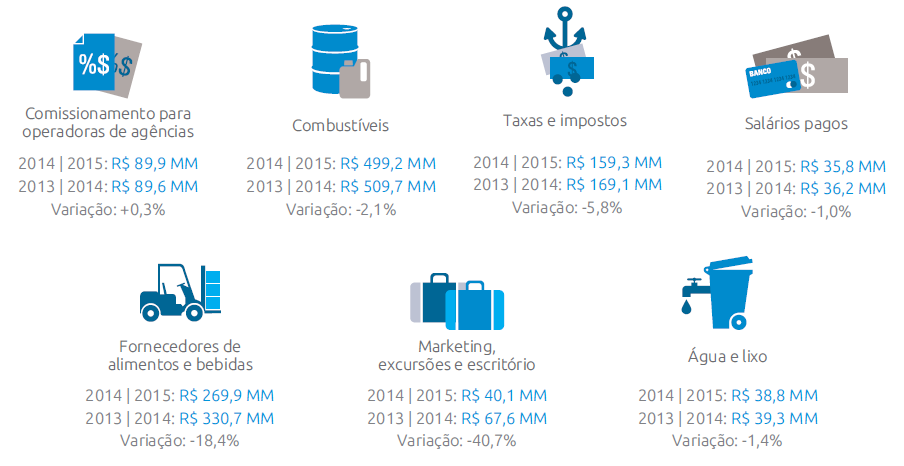 %$
$
$
BANCO
$
Comissionamento para
operadoras de agências
2014 | 2015: R$ 89,9 MM
2013 | 2014: R$ 89,6 MM
Variação: +0,3%
Combustíveis
2014 | 2015: R$ 499,2 MM
2013 | 2014: R$ 509,7 MM
Variação: -2,1%
Taxas e impostos
2014 | 2015: R$ 159,3 MM
2013 | 2014: R$ 169,1 MM
Variação: -5,8%
Salários pagos
2014 | 2015: R$ 35,8 MM
2013 | 2014: R$ 36,2 MM
Variação: -1,0%
Fornecedores de
alimentos e bebidas
2014 | 2015: R$ 269,9 MM
2013 | 2014: R$ 330,7 MM
Variação: -18,4%
Marketing,
excursões e escritório
2014 | 2015: R$ 40,1 MM
2013 | 2014: R$ 67,6 MM
Variação: -40,7%
Água e lixo
2014 | 2015: R$ 38,8 MM
2013 | 2014: R$ 39,3 MM
Variação: -1,4%